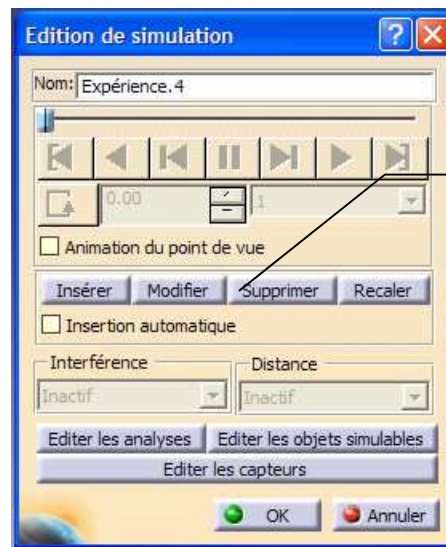 Edition de simulation
Nom: Expérience.4
0.00 1
Animation du point de vue
Insérer Modifier Supprimer Recaler
Insertion automatique
Interférence Distance
Inactif Inactif
Editer les analyses Editer les objets simulables
Editer les capteurs
OK Annuler